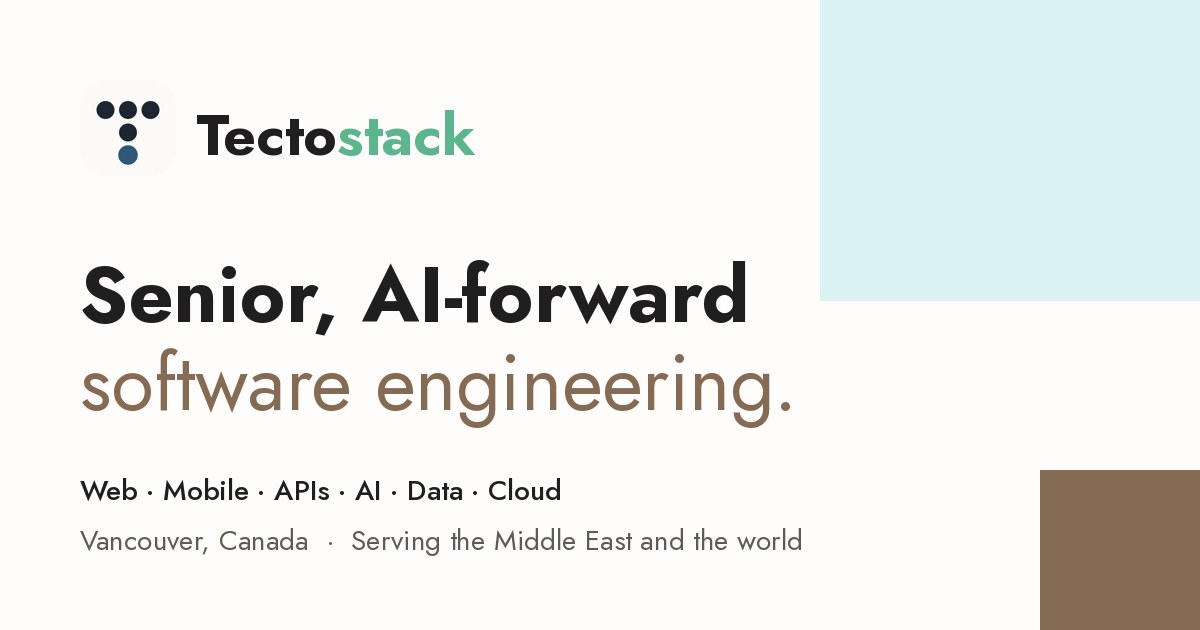 Tectostack
Senior, AI-forward
software engineering.
Web · Mobile · APIs · AI · Data · Cloud
Vancouver, Canada · Serving the Middle East and the world